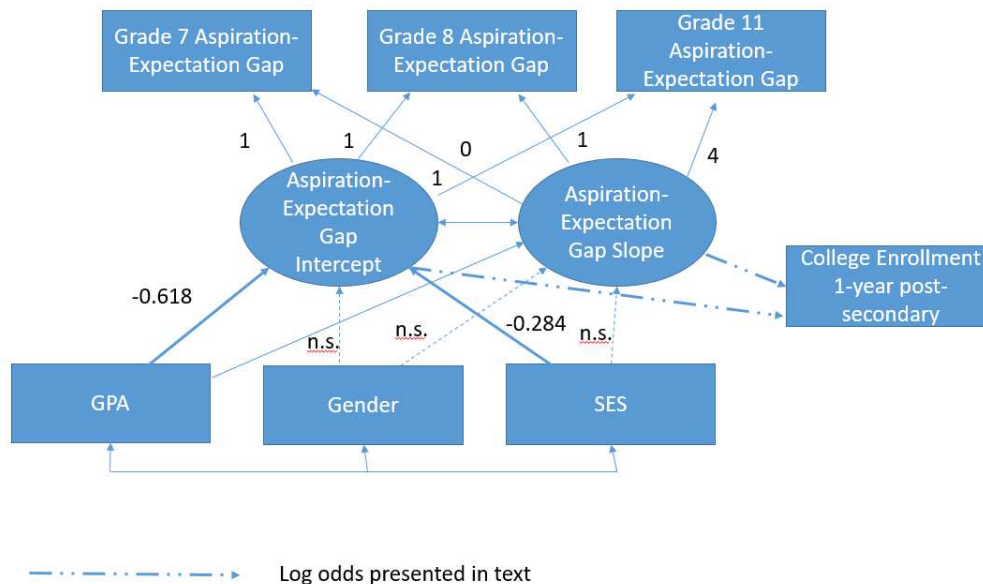 Grade 7 Aspiration-
Expectation Gap
Grade 8 Aspiration-
Expectation Gap
Grade 11
Aspiration-
Expectation Gap
1
1
0
1
4
1
Aspiration-
Expectation
Gap
Intercept
Aspiration-
Expectation
Gap Slope
College Enrollment
1-year post-
secondary
-0.618
n.s.
n.s.
-0.284
n.s.
GPA
Gender
SES
Log odds presented in text